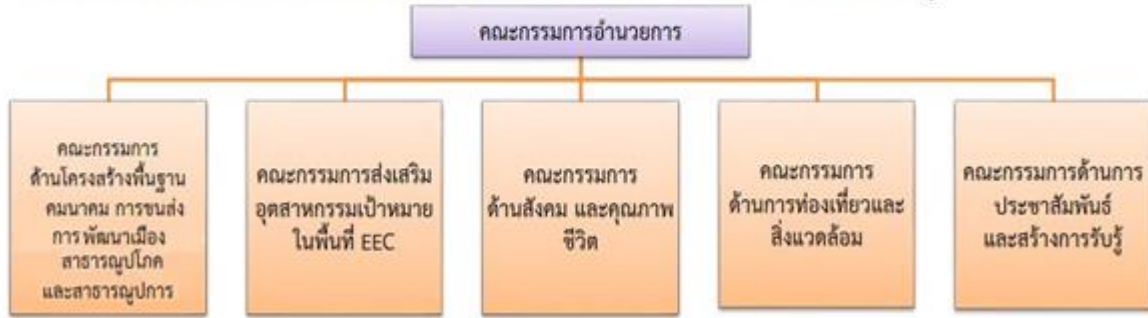 คณะกรรมการอำนวยการ
คณะกรรมการ
ด้านโครงสร้างพื้นฐาน
คมนาคม การขนส่ง
การพัฒนาเมือง
สาธารณูปโภค
และสาธารณูปการ
คณะกรรมการส่งเสริม
อุตสาหกรรมเป้าหมาย
ในพื้นที่ EEC
คณะกรรมการ
ด้านสังคม และคุณภาพ
ชีวิต
คณะกรรมการ
ด้านการท่องเที่ยวและ
สิ่งแวดล้อม
คณะกรรมการด้านการ
ประชาสัมพันธ์
และสร้างการรับรู้